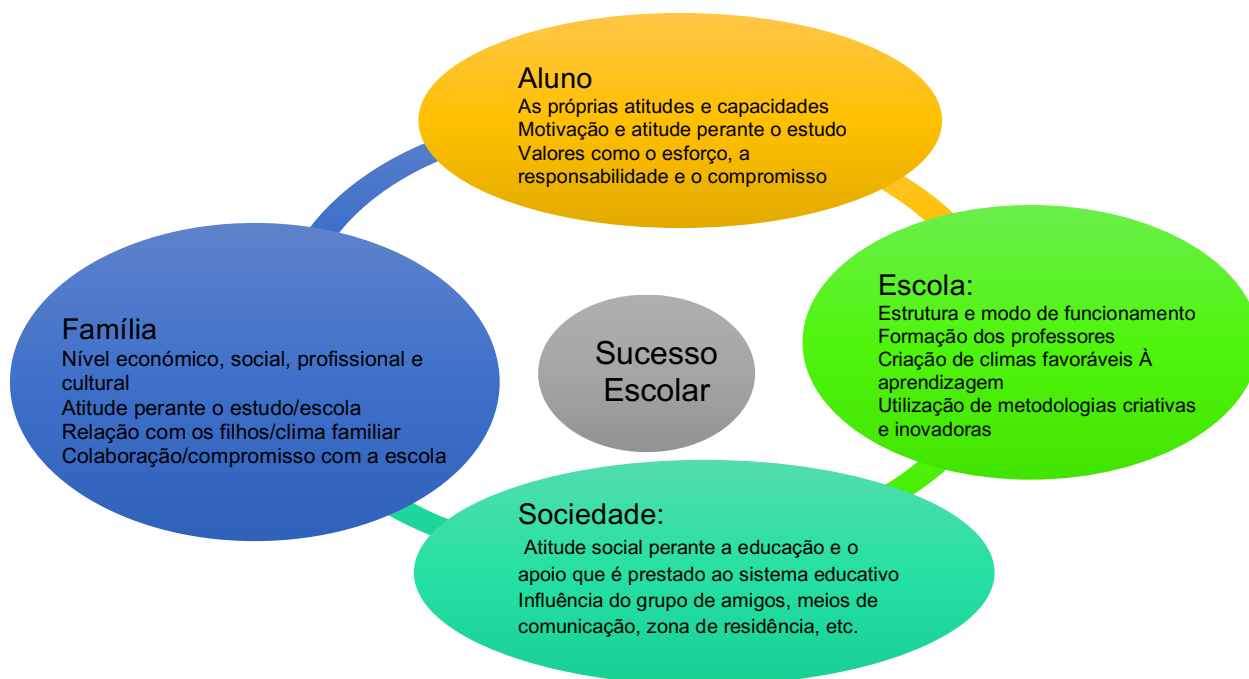 Aluno
As próprias atitudes e capacidades
Motivação e atitude perante o estudo
Valores como o esforço, a
responsabilidade e o compromisso
Escola:
Estrutura e modo de funcionamento
Formação dos professores
Criação de climas favoráveis À
aprendizagem
Utilização de metodologias criativas
e inovadoras
Sociedade:
Atitude social perante a educação e o
apoio que é prestado ao sistema educativo
Influência do grupo de amigos, meios de
comunicação, zona de residência, etc.
Família
Nível económico, social, profissional e
cultural
Atitude perante o estudo/escola
Relação com os filhos/clima familiar
Colaboração/compromisso com a escola
Sucesso
Escolar